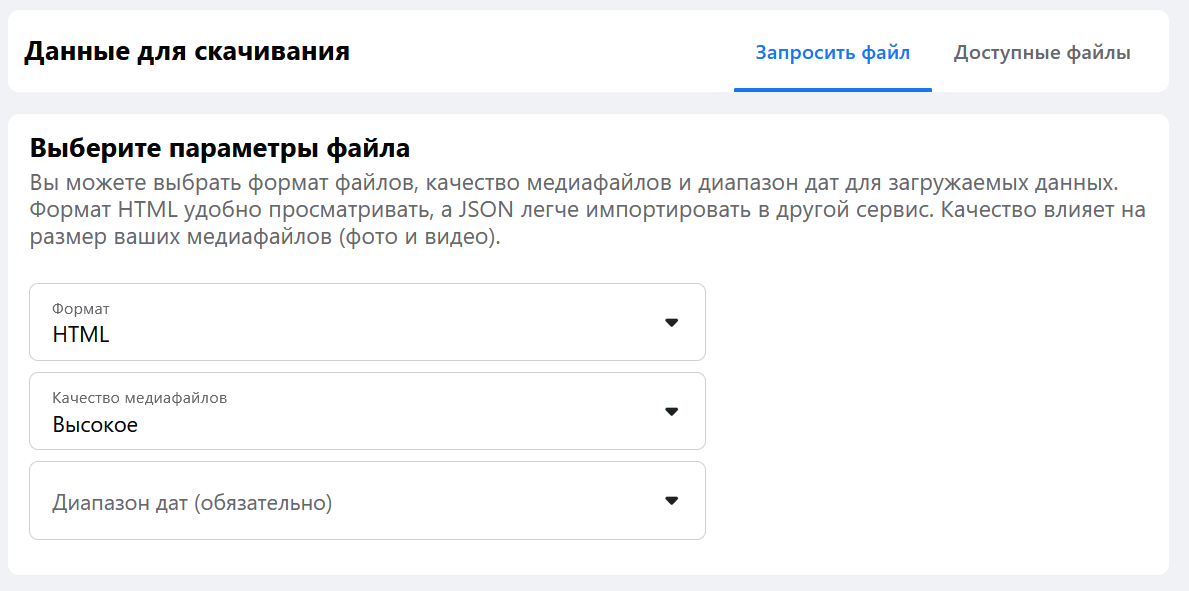 Данные для скачивания
Запросить файл
Доступные файлы
Выберите параметры файла
Вы можете выбрать формат файлов, качество медиафайлов и диапазон дат для загружаемых данных.
Формат HTML удобно просматривать, а JSON легче импортировать в другой сервис. Качество влияет на
размер ваших медиафайлов (фото и видео).
Формат
HTML
Качество медиафайлов
Высокое
Диапазон дат (обязательно)